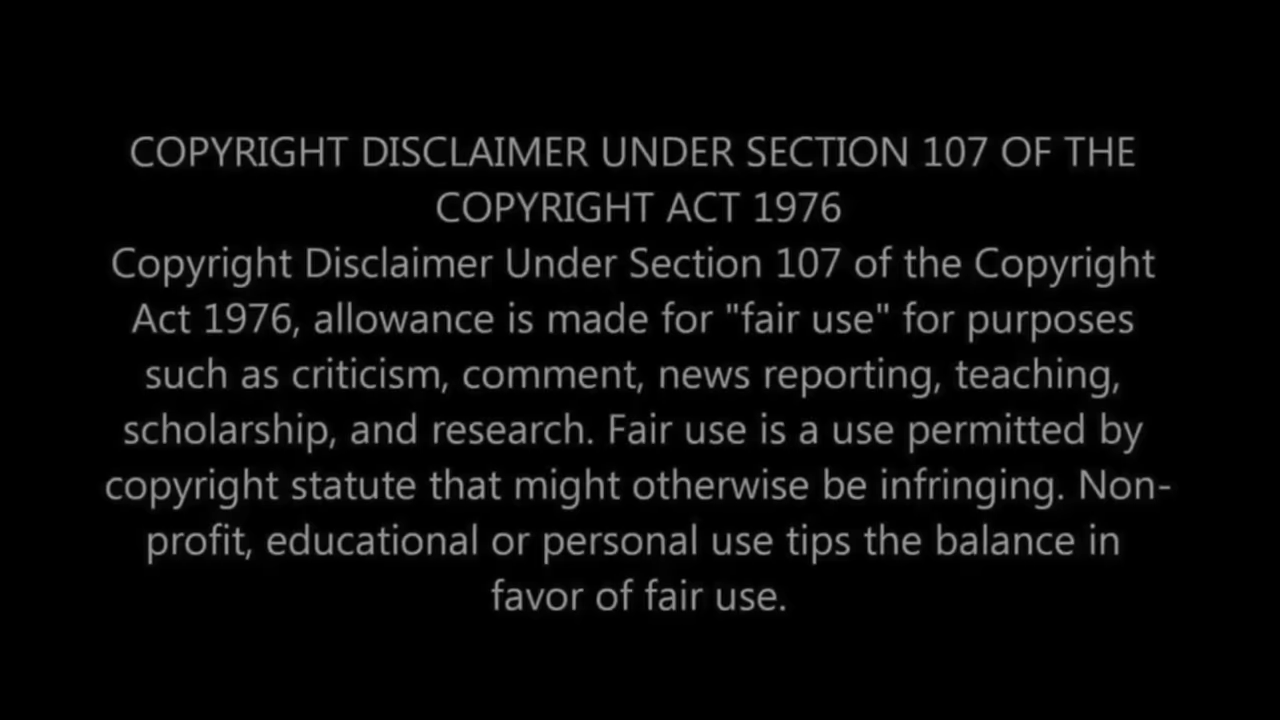 COPYRIGHT DISCLAIMER UNDER SECTION 107 OF THE
COPYRIGHT ACT 1976
Copyright Disclaimer Under Section 107 of the Copyright
Act 1976, allowance is made for "fair use" for purposes
such as criticism, comment, news reporting, teaching,
scholarship, and research. Fair use is a use permitted by
copyright statute that might otherwise be infringing. Non-
profit, educational or personal use tips the balance in
favor of fair use.